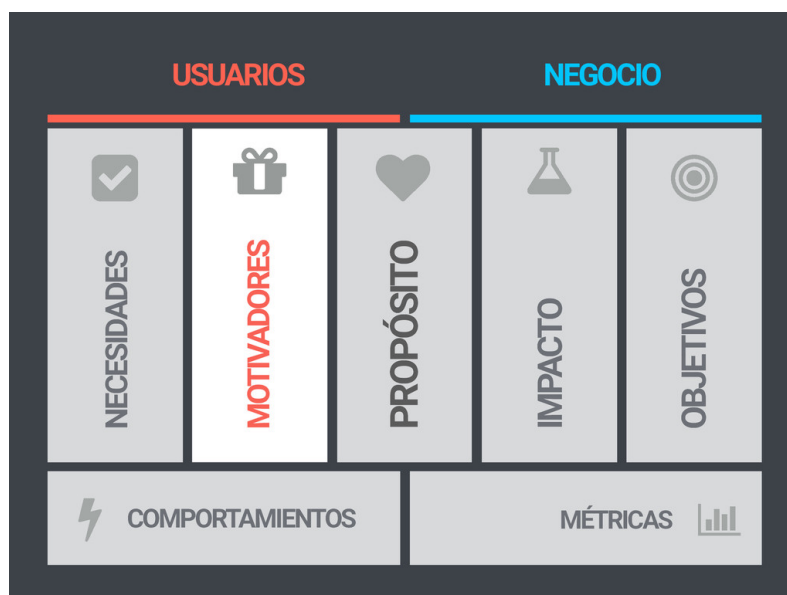 USUARIOS
NEGOCIO
NECESIDADES
MOTIVADORES
PROPÓSITO
IMPACTO
OBJETIVOS
COMPORTAMIENTOS
MÉTRICAS